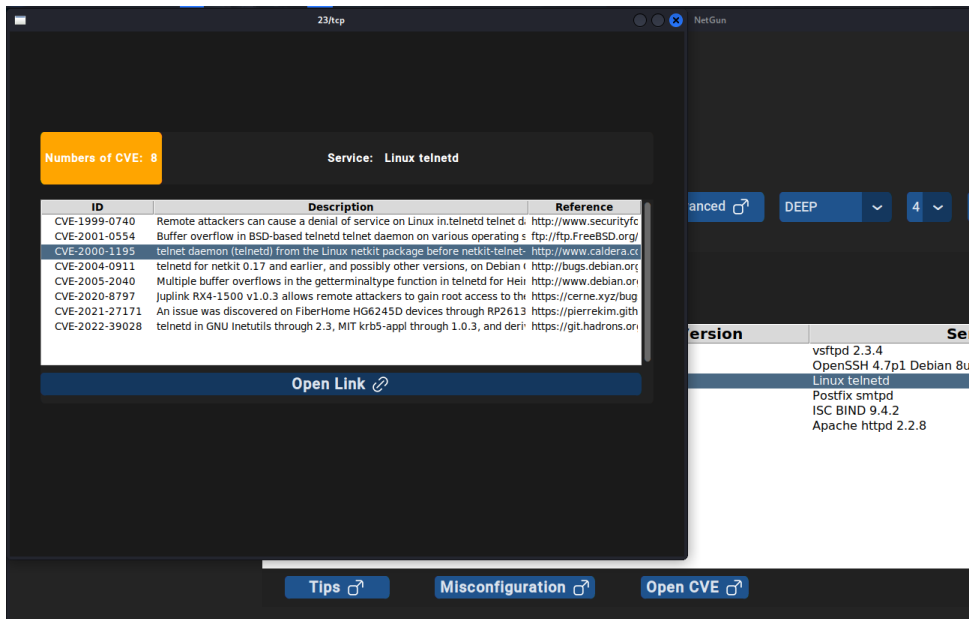 23/tcp
NetGun
Numbers of CVE: 8
Service: Linux telnetd
ID Description Reference
CVE-1999-0740 Remote attackers can cause a denial of service on Linux in.telnetd telnet d http://www.securityfo
CVE-2001-0554 Buffer overflow in BSD-based telnetd telnet daemon on various operating s ftp://ftp.FreeBSD.org/
CVE-2000-1195 telnet daemon (telnetd) from the Linux netkit package before netkit-telnet- http://www.caldera.co
CVE-2004-0911 telnetd for netkit 0.17 and earlier, and possibly other versions, on Debian http://bugs.debian.org
CVE-2005-2040 Multiple buffer overflows in the getterminaltype function in telnetd for Heim http://www.debian.or
CVE-2020-8797 Juplink RX4-1500 v1.0.3 allows remote attackers to gain root access to the https://cerne.xyz/bug
CVE-2021-27171 An issue was discovered on FiberHome HG6245D devices through RP2613 https://pierrekim.gith
CVE-2022-39028 telnetd in GNU Inetutils through 2.3, MIT krb5-appl through 1.0.3, and deriv https://git.hadrons.or
Open Link
anced DEEP 4
ersion Se
vsftpd 2.3.4
OpenSSH 4.7p1 Debian 8u
Linux telnetd
Postfix smtpd
ISC BIND 9.4.2
Apache httpd 2.2.8
Tips Misconfiguration Open CVE